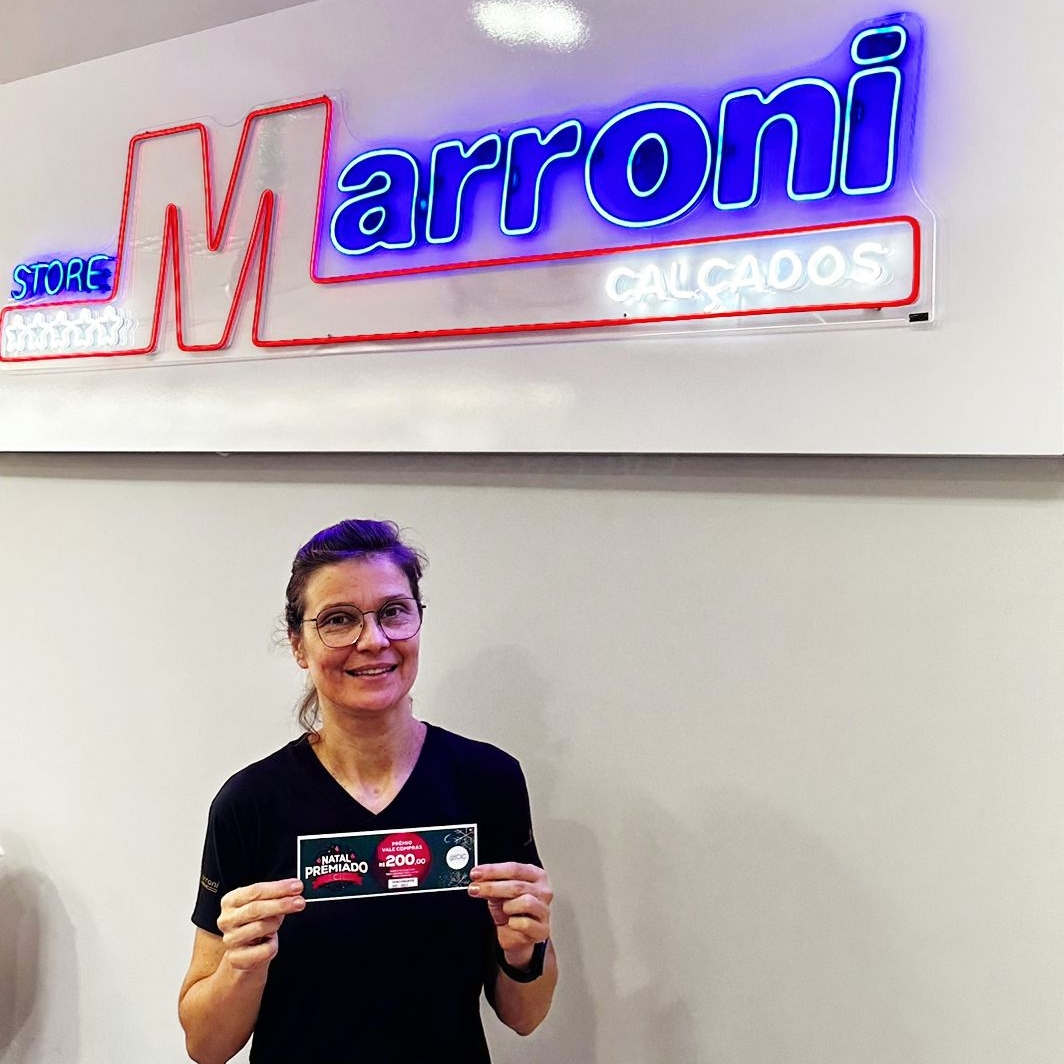 Marroni
STORE
CALÇADOS
NATAL
PREMIADO
PRÊMIO
VALE COMPRAS
R$ 200,00